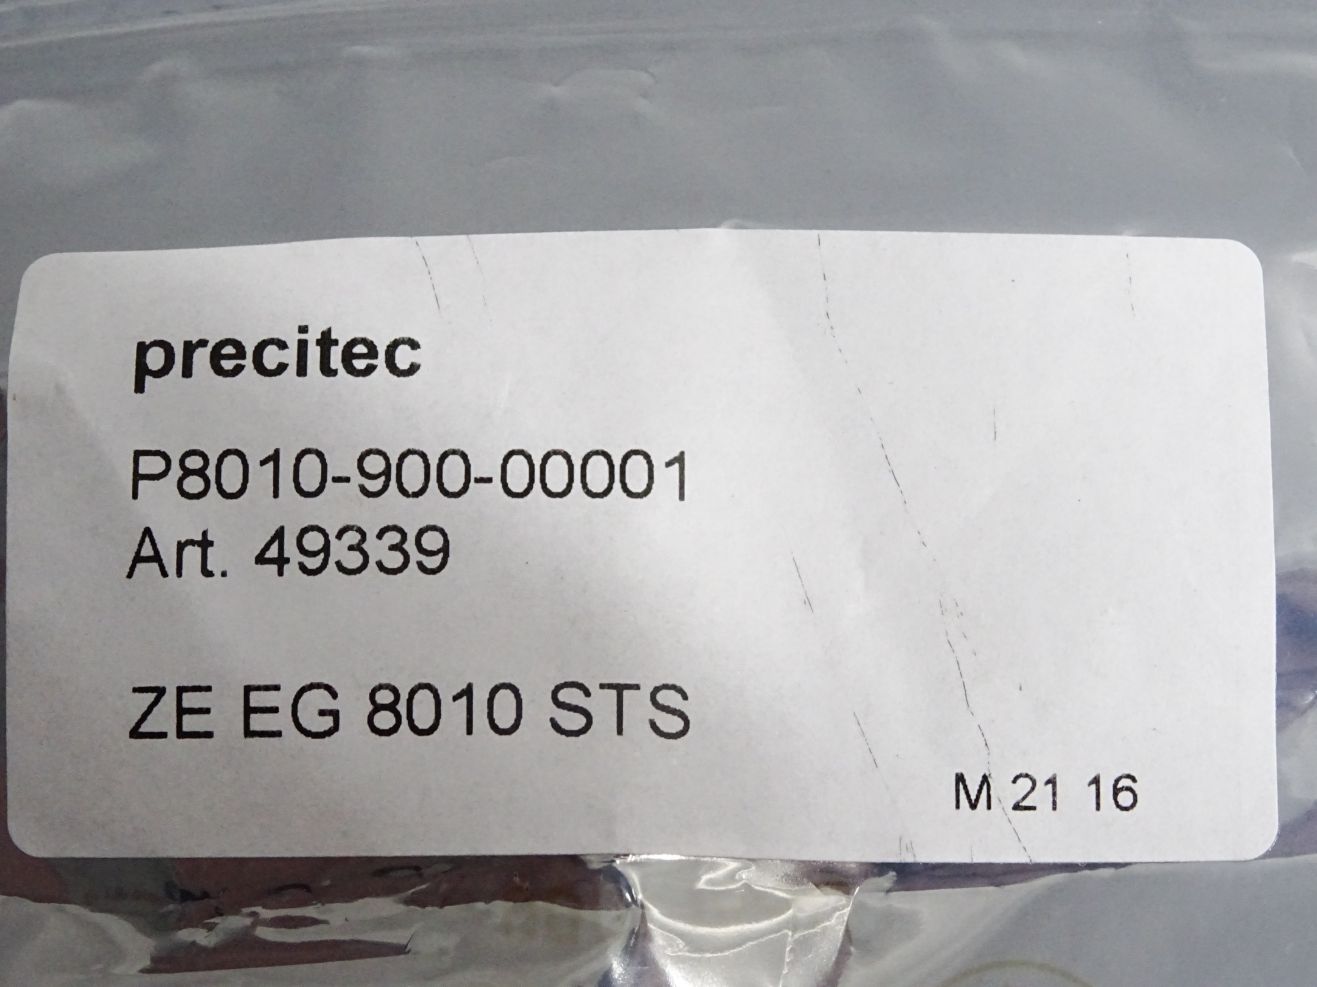 precitec
P8010-900-00001
Art. 49339
ZE EG 8010 STS
M 21 16